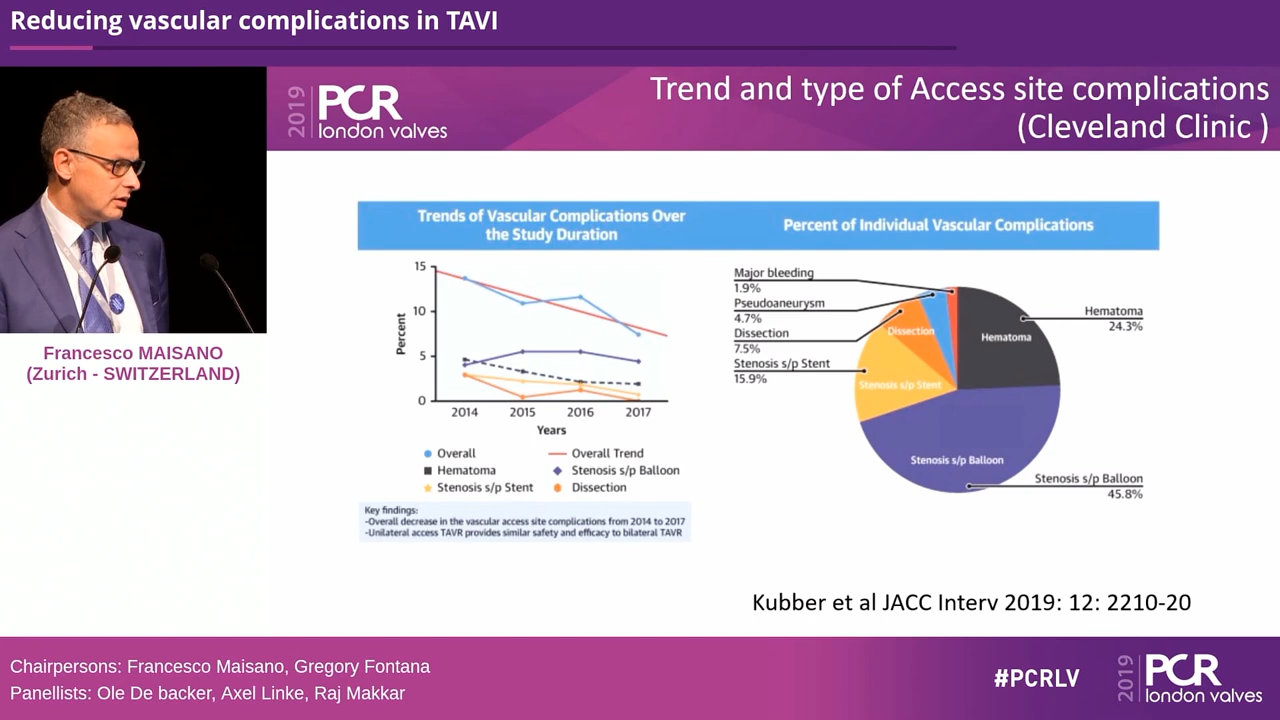 Reducing vascular complications in TAVI
2019 PCR
london valves
Trend and type of Access site complications
(Cleveland Clinic )
Francesco MAISANO
(Zurich - SWITZERLAND)
Trends of Vascular Complications Over
the Study Duration
Percent
15
10
5
0
2014 2015 2016 2017
Years
Overall
Overall Trend
Hematoma
Stenosis s/p Balloon
Stenosis s/p Stent
Dissection
Key findings:
-Overall decrease in the vascular access site complications from 2014 to 2017
-Unilateral access TAVR provides similar safety and efficacy to bilateral TAVR
Percent of Individual Vascular Complications
Major bleeding
1.9%
Pseudoaneurysm
4.7%
Dissection
7.5%
Stenosis s/p Stent
15.9%
Dissection
Stenosis s/p Stent
Hematoma
Stenosis s/p Balloon
Hematoma
24.3%
Stenosis s/p Balloon
45.8%
Kubber et al JACC Interv 2019: 12: 2210-20
Chairpersons: Francesco Maisano, Gregory Fontana
Panellists: Ole De backer, Axel Linke, Raj Makkar
#PCRLV
2019 PCR
london valves